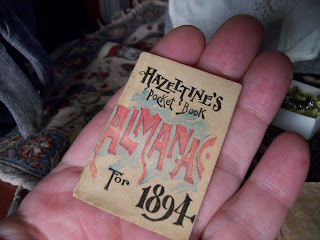 HAZELTINE'S
Pocket Book
ALMANAC
For 1894